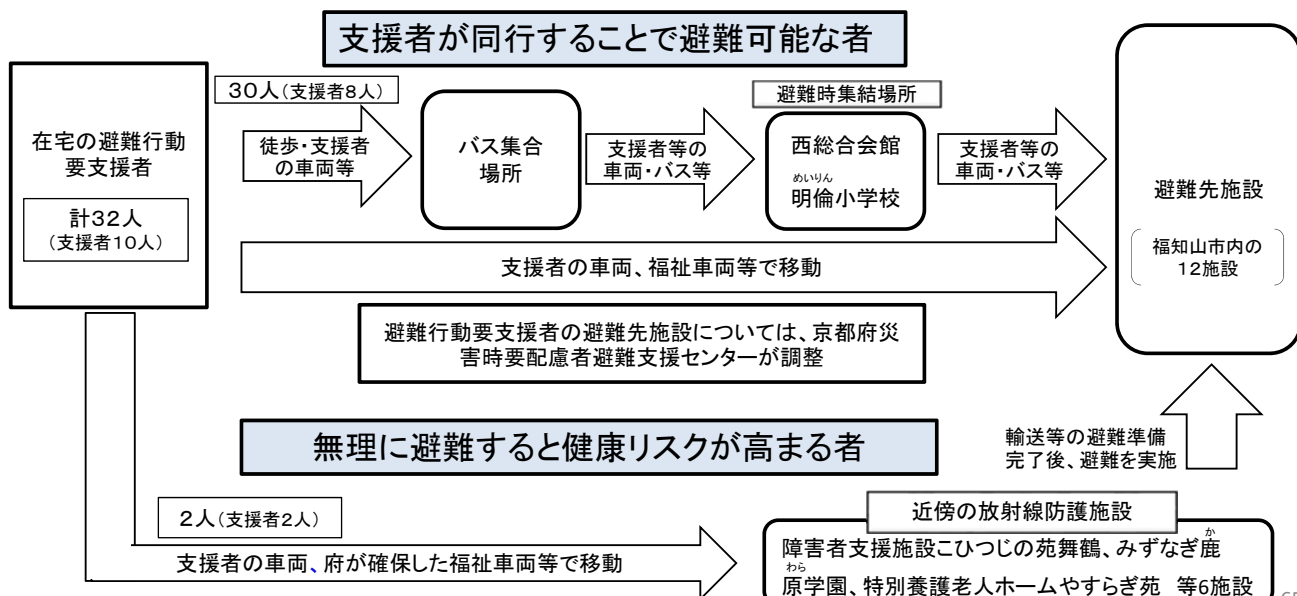 支援者が同行することで避難可能な者
在宅の避難行動
要支援者
計32人
(支援者10人)
30人(支援者8人)
徒歩・支援者
の車両等
バス集合
場所
支援者等の
車両・バス等
避難時集結場所
西総合会館
めいりん
明倫小学校
支援者等の
車両・バス等
避難先施設
福知山市内の
12施設
支援者の車両、福祉車両等で移動
避難行動要支援者の避難先施設については、京都府災
害時要配慮者避難支援センターが調整
無理に避難すると健康リスクが高まる者
輸送等の避難準備
完了後、避難を実施
2人(支援者2人)
支援者の車両、府が確保した福祉車両等で移動
近傍の放射線防護施設
か
障害者支援施設こひつじの苑舞鶴、みずなぎ鹿
わら
原学園、特別養護老人ホームやすらぎ苑 等6施設